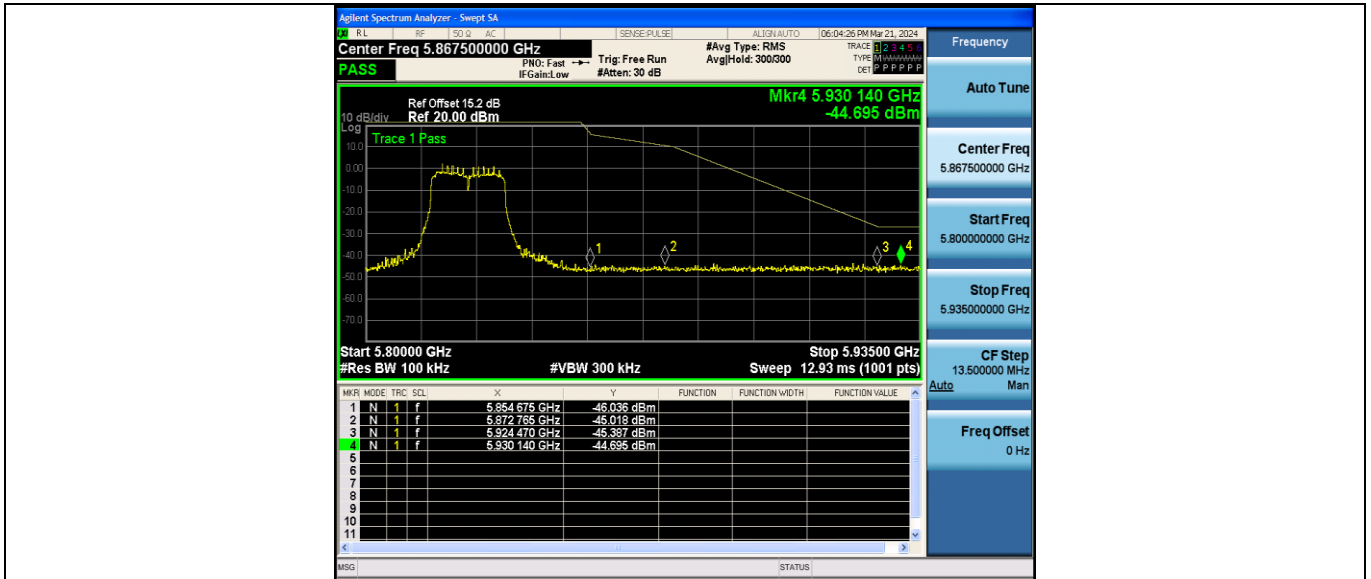 Agilent Spectrum Analyzer - Swept SA
LXI RL RF 50 Ω AC SENSE:PULSE ALIGN AUTO 06:04:26 PM Mar 21, 2024
Center Freq 5.867500000 GHz
PASS
PNO: Fast
IFGain:Low
Trig: Free Run
#Atten: 30 dB
#Avg Type: RMS
Avg|Hold: 300/300
TRACE 1 2 3 4 5 6
TYPE MWWWWW
DET P P P P P P
Mkr4 5.930 140 GHz
-44.695 dBm
Ref Offset 15.2 dB
10 dB/div Ref 20.00 dBm
Log
Trace 1 Pass
10.0
0.00
-10.0
-20.0
-30.0
-40.0
-50.0
-60.0
-70.0
1
2
3
4
Start 5.80000 GHz Stop 5.93500 GHz
#Res BW 100 kHz #VBW 300 kHz Sweep 12.93 ms (1001 pts)
MKR MODE TRC SCL X Y FUNCTION FUNCTION WIDTH FUNCTION VALUE
1 N 1 f 5.854 675 GHz -46.036 dBm
2 N 1 f 5.872 765 GHz -45.018 dBm
3 N 1 f 5.924 470 GHz -45.387 dBm
4 N 1 f 5.930 140 GHz -44.695 dBm
5
6
7
8
9
10
11
MSG STATUS
Frequency
Auto Tune
Center Freq
5.867500000 GHz
Start Freq
5.800000000 GHz
Stop Freq
5.935000000 GHz
CF Step
13.500000 MHz
Auto Man
Freq Offset
0 Hz